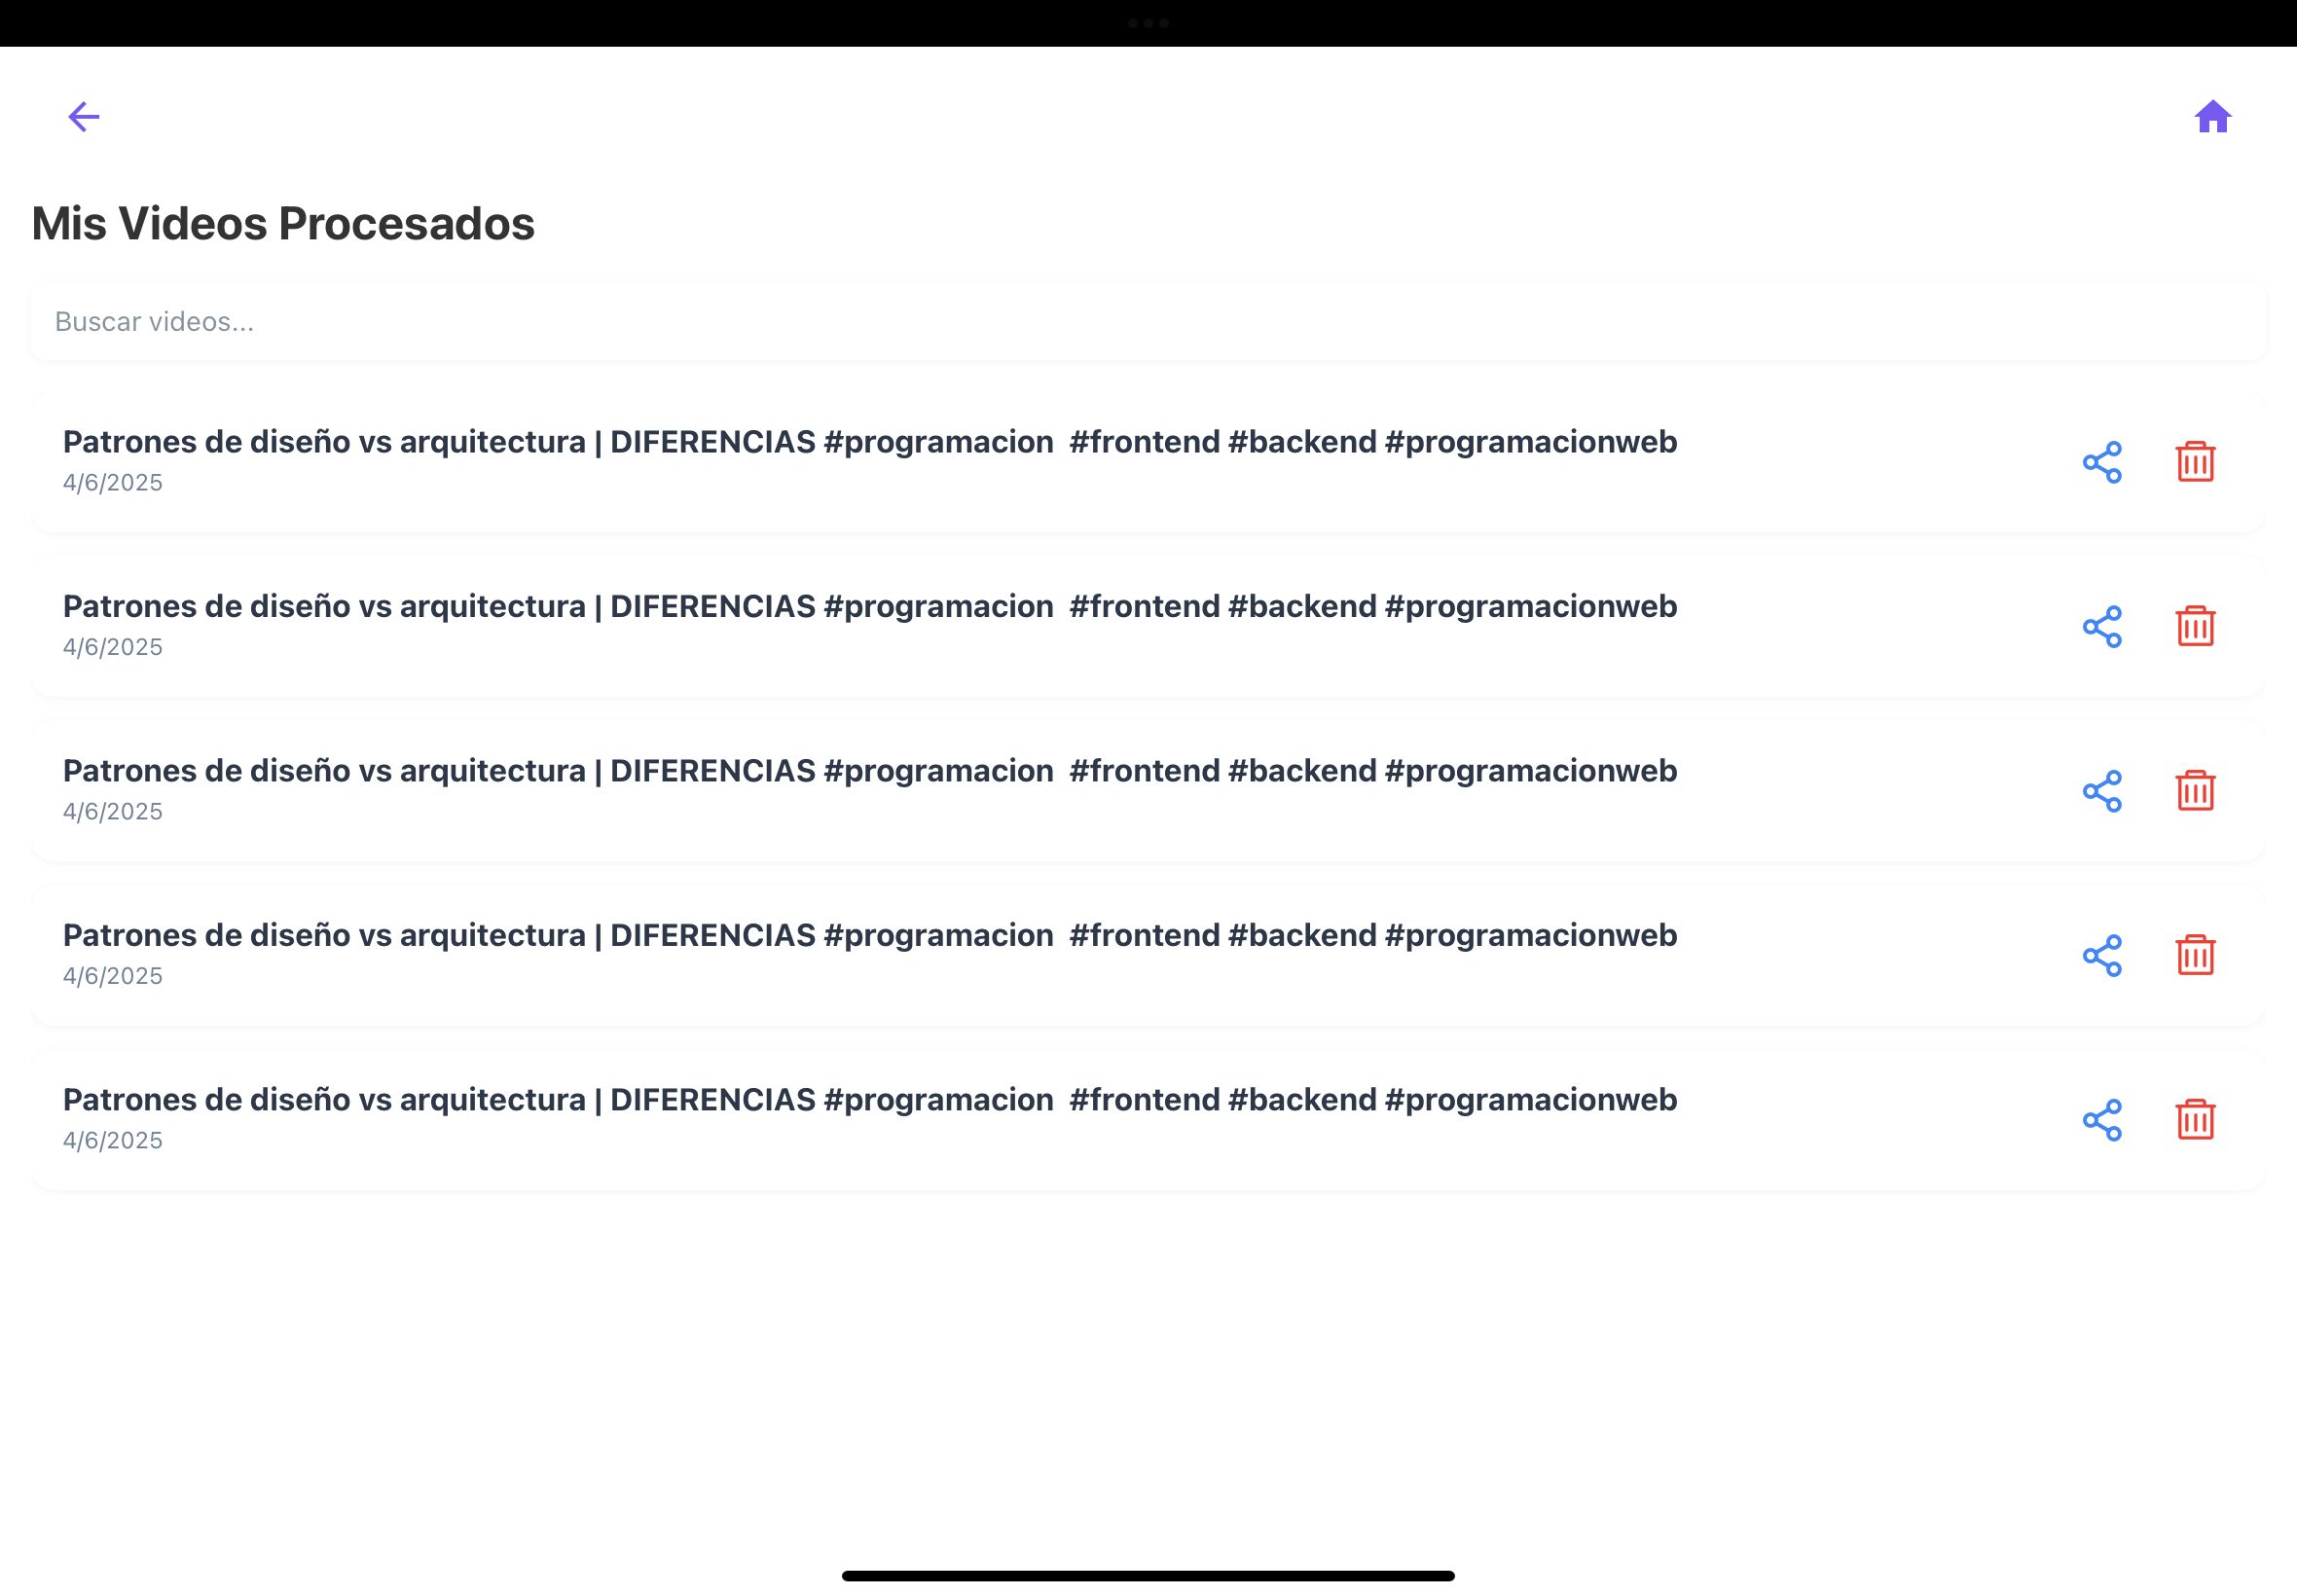 Mis Videos Procesados
Buscar videos...
Patrones de diseño vs arquitectura | DIFERENCIAS #programacion  #frontend #backend #programacionweb
4/6/2025
Patrones de diseño vs arquitectura | DIFERENCIAS #programacion  #frontend #backend #programacionweb
4/6/2025
Patrones de diseño vs arquitectura | DIFERENCIAS #programacion  #frontend #backend #programacionweb
4/6/2025
Patrones de diseño vs arquitectura | DIFERENCIAS #programacion  #frontend #backend #programacionweb
4/6/2025
Patrones de diseño vs arquitectura | DIFERENCIAS #programacion  #frontend #backend #programacionweb
4/6/2025